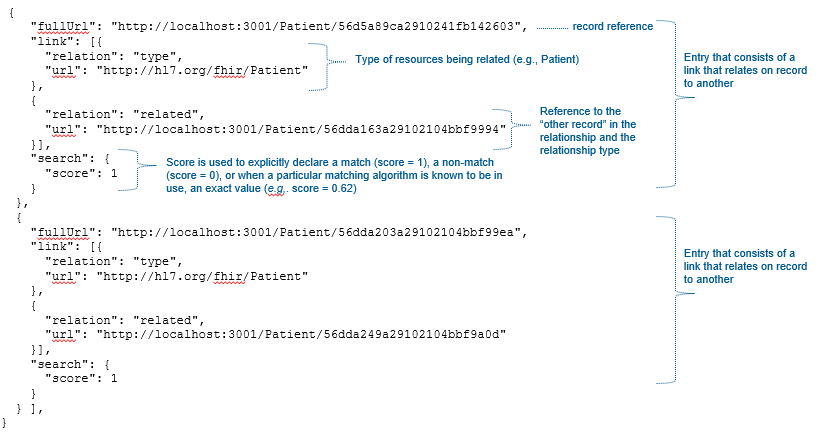 {
"fullUrl": "http://localhost:3001/Patient/56d5a89ca2910241fb142603", record reference
"link": [{
"relation": "type",
"url": "http://hl7.org/fhir/Patient"
Type of resources being related (e.g., Patient)
},
{
"relation": "related",
"url": "http://localhost:3001/Patient/56dda163a29102104bbf9994"
Reference to the
"other record" in the
relationship and the
relationship type
}],
"search": {
"score": 1
Score is used to explicitly declare a match (score = 1), a non-match
(score = 0), or when a particular matching algorithm is known to be in
use, an exact value (e.g,. score = 0.62)
}
Entry that consists of a
link that relates on record
to another
},
{
"fullUrl": "http://localhost:3001/Patient/56dda203a29102104bbf99ea",
"link": [{
"relation": "type",
"url": "http://hl7.org/fhir/Patient"
},
{
"relation": "related",
"url": "http://localhost:3001/Patient/56dda249a29102104bbf9a0d"
}],
"search": {
"score": 1
}
Entry that consists of a
link that relates on record
to another
} ],
}